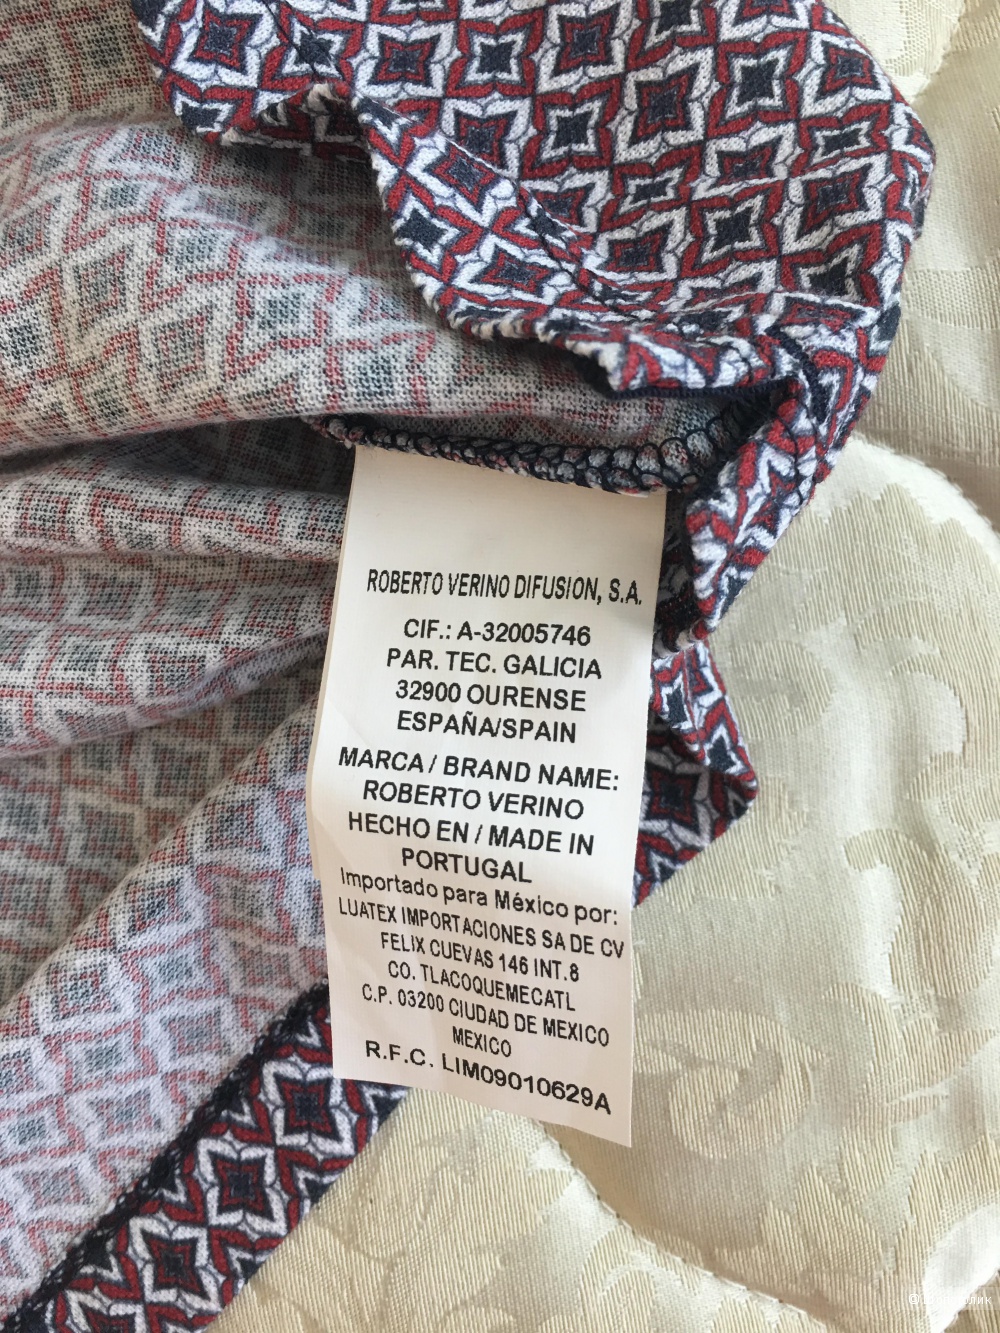 ROBERTO VERINO DIFUSION, S.A.
CIF.: A-32005746
PAR. TEC. GALICIA
32900 OURENSE
ESPAÑA/SPAIN
MARCA / BRAND NAME:
ROBERTO VERINO
HECHO EN / MADE IN
PORTUGAL
Importado para México por:
LUATEX IMPORTACIONES SA DE CV
FELIX CUEVAS 146 INT.8
CO. TLACOQUEMECATL
C.P. 03200 CIUDAD DE MEXICO
MEXICO
R.F.C. LIM09010629A